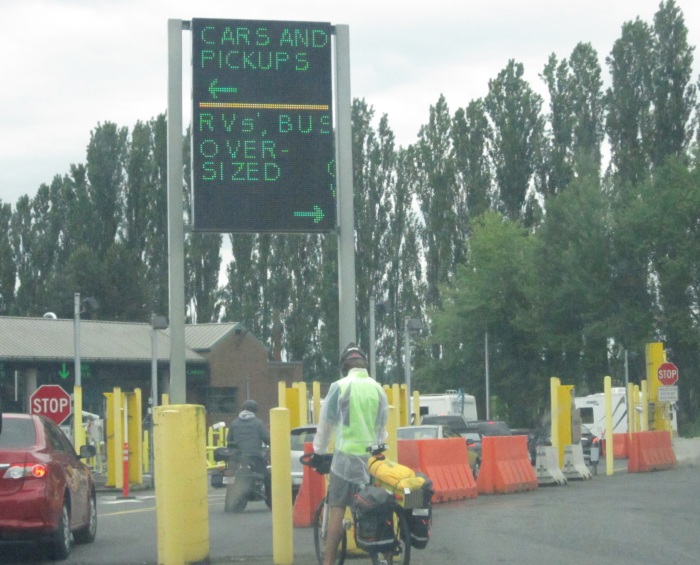 CARS AND
PICKUPS
←
RVs', BUS
OVER-
SIZED
→
STOP
STOP